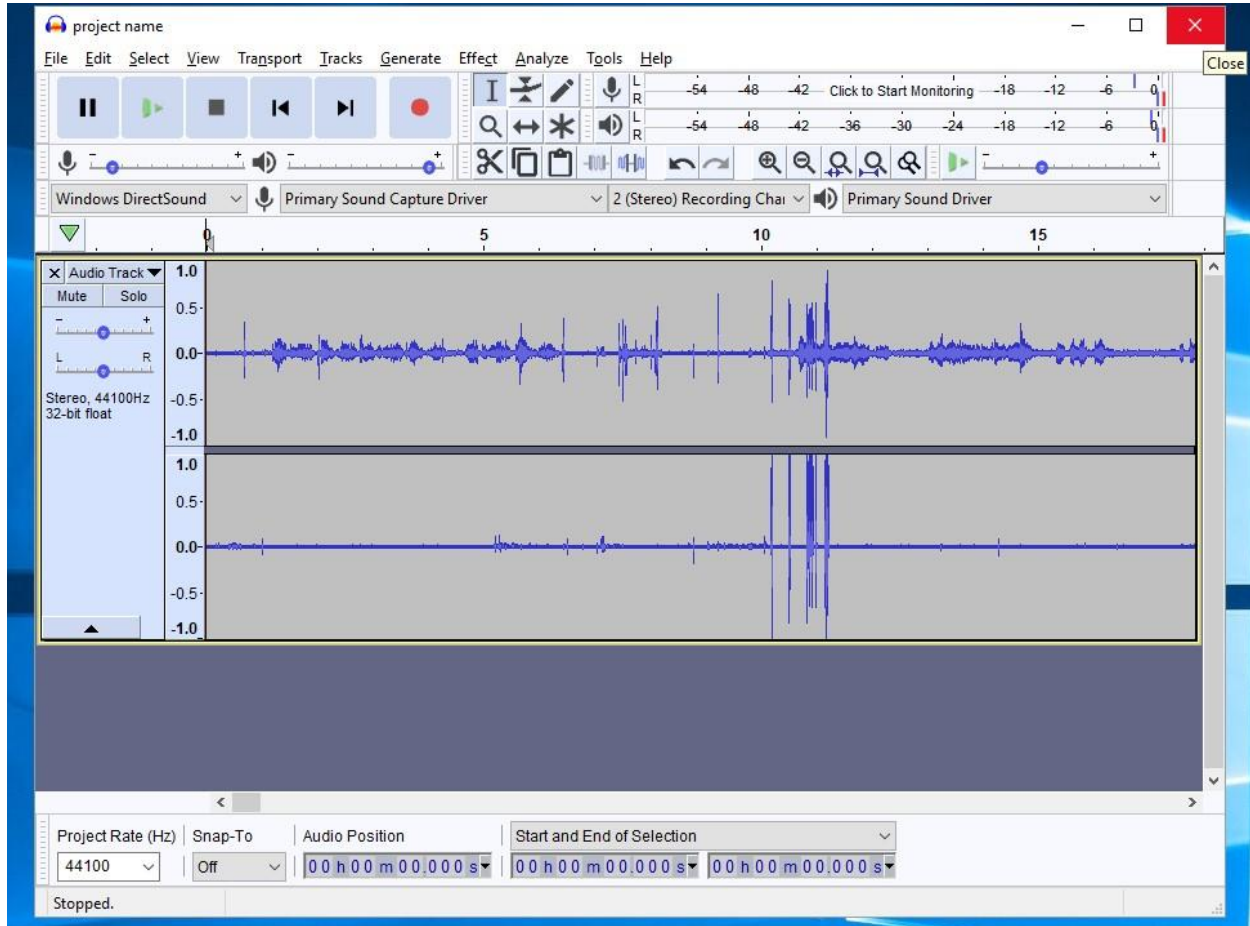 project name
Close
File Edit Select View Transport Tracks Generate Effect Analyze Tools Help
L R -54 -48 -42 Click to Start Monitoring -18 -12 -6 0
L R -54 -48 -42 -36 -30 -24 -18 -12 -6 0
- + - + - +
Windows DirectSound Primary Sound Capture Driver 2 (Stereo) Recording Chai Primary Sound Driver
0 5 10 15
X Audio Track 1.0
Mute Solo 0.5
- +
0.0
L R
Stereo, 44100Hz -0.5
32-bit float
-1.0
1.0
0.5
0.0
-0.5
-1.0
Project Rate (Hz) Snap-To Audio Position Start and End of Selection
44100 Off 00 h 00 m 00.000 s 00 h 00 m 00.000 s 00 h 00 m 00.000 s
Stopped.